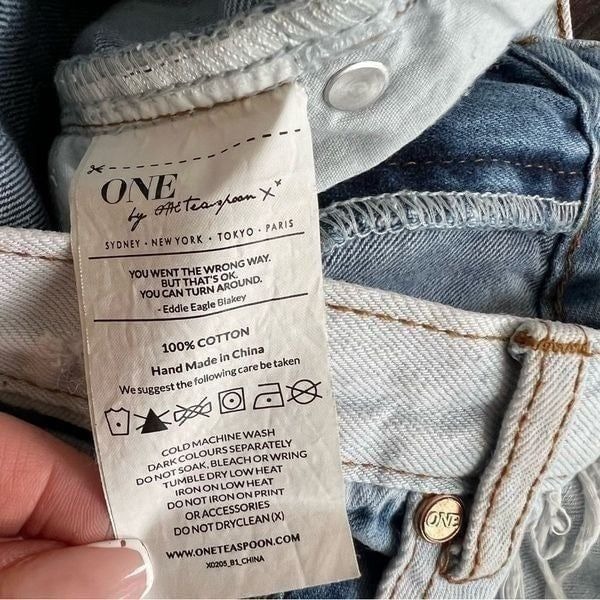 ONE
by one teaspoon xx
SYDNEY • NEW YORK • TOKYO • PARIS
YOU WENT THE WRONG WAY.
BUT THAT'S OK.
YOU CAN TURN AROUND.
- Eddie Eagle Blakey
100% COTTON
Hand Made in China
We suggest the following care be taken
COLD MACHINE WASH
DARK COLOURS SEPARATELY
DO NOT SOAK, BLEACH OR WRING
TUMBLE DRY LOW HEAT
IRON ON LOW HEAT
DO NOT IRON ON PRINT
OR ACCESSORIES
DO NOT DRYCLEAN (X)
WWW.ONETEASPOON.COM
X0205_B1_CHINA
ONE